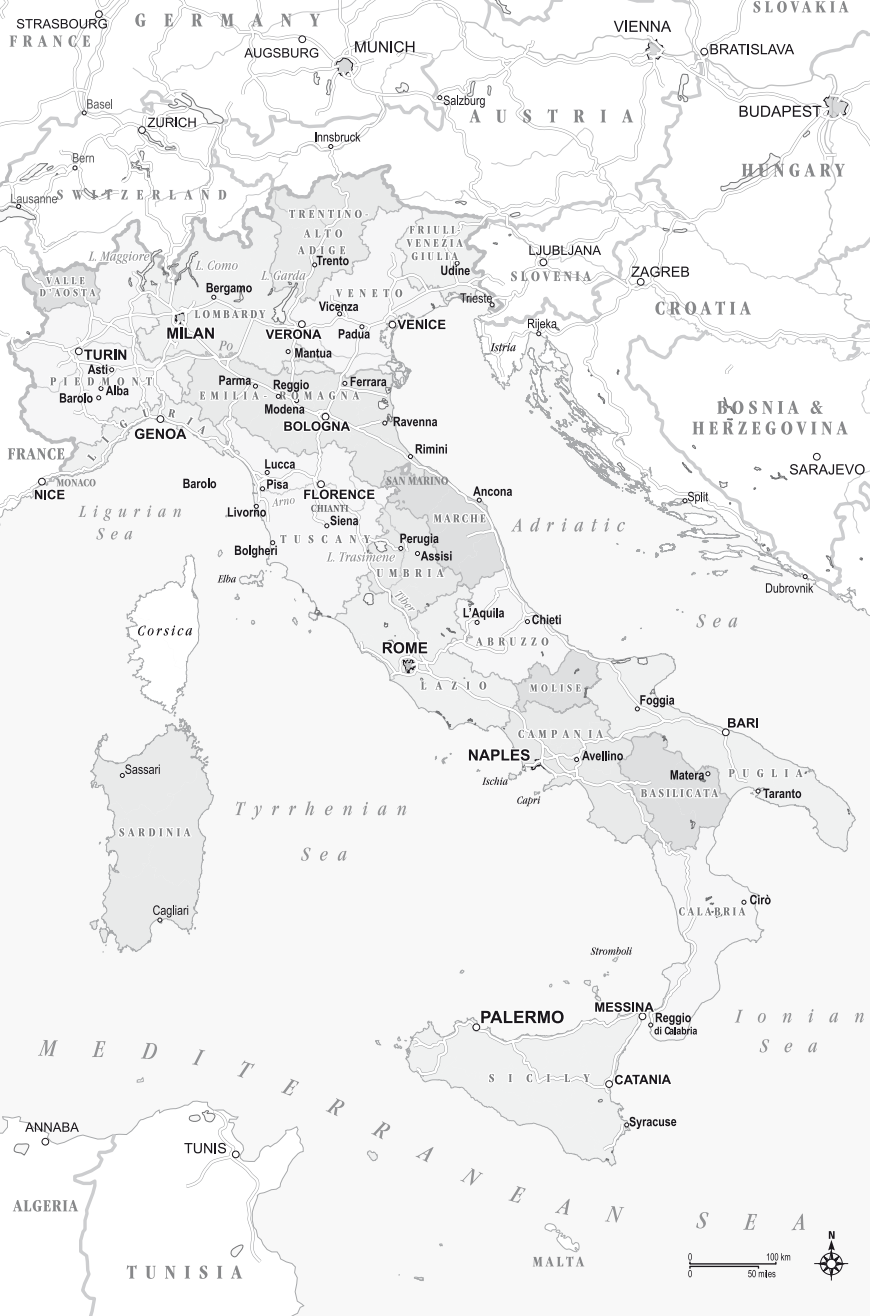 STRASBOURG
GERMANY
SLOVAKIA
VIENNA
FRANCE
AUGSBURG
MUNICH
BRATISLAVA
Basel
Salzburg
BUDAPEST
ZURICH
AUSTRIA
Innsbruck
Bern
HUNGARY
Lausanne
SWITZERLAND
TRENTINO-
ALTO
ADIGE
FRIULI-
VENEZIA
GIULIA
L. Maggiore
L. Como
L. Garda
Trento
Udine
LJUBLJANA
SLOVENIA
ZAGREB
VALLE
D'AOSTA
Bergamo
VENETO
Trieste
CROATIA
LOMBARDY
Vicenza
MILAN
VERONA
Padua
VENICE
Rijeka
Po
Istria
TURIN
Mantua
Asti
PIEDMONT
Parma
Reggio
Ferrara
Alba
Barolo
EMILIA-ROMAGNA
Modena
BOSNIA &
HERZEGOVINA
LIGURIA
GENOA
BOLOGNA
Ravenna
FRANCE
Rimini
SARAJEVO
Lucca
MONACO
NICE
Barolo
Pisa
FLORENCE
SAN MARINO
Ancona
Split
Arno
CHIANTI
Ligurian
Sea
Livorno
Siena
MARCHE
Adriatic
Sea
TUSCANY
Perugia
Bolgheri
L. Trasimene
Assisi
UMBRIA
Elba
Dubrovnik
Tiber
L'Aquila
Chieti
Corsica
ABRUZZO
ROME
LAZIO
MOLISE
Foggia
BARI
CAMPANIA
NAPLES
Avellino
Sassari
Ischia
Matera
PUGLIA
Capri
BASILICATA
Taranto
Tyrrhenian
Sea
SARDINIA
Cagliari
Cirò
CALABRIA
Stromboli
MESSINA
PALERMO
Reggio
di Calabria
Ionian
Sea
MEDITERRANEAN SEA
SICILY
CATANIA
Syracuse
ANNABA
TUNIS
ALGERIA
TUNISIA
MALTA
N
0 100 km
0 50 miles